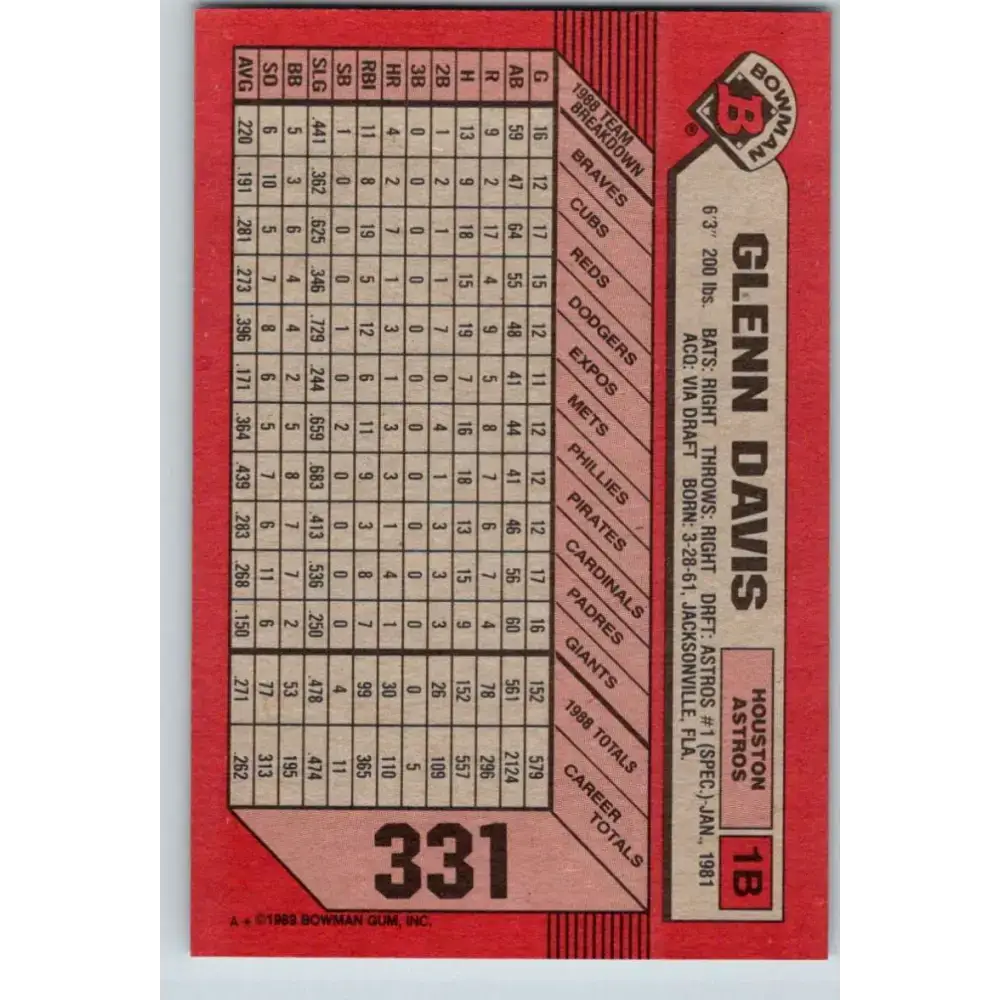 BOWMAN
B
®
GLENN DAVIS
HOUSTON
ASTROS
1B
6'3" 200 lbs. BATS: RIGHT THROWS: RIGHT DRFT: ASTROS #1 (SPEC.)-JAN., 1981
ACQ: VIA DRAFT BORN: 3-28-61, JACKSONVILLE, FLA.
1988 TEAM
BREAKDOWN
BRAVES CUBS REDS DODGERS EXPOS METS PHILLIES PIRATES CARDINALS PADRES GIANTS 1988 TOTALS CAREER TOTALS
G 16 12 17 15 12 11 12 12 12 17 16 152 579
AB 59 47 64 55 48 41 44 41 46 56 60 561 2124
R 9 2 17 4 9 5 8 7 6 7 4 78 296
H 13 9 18 15 19 7 16 18 13 15 9 152 557
2B 1 2 1 1 7 0 4 1 3 3 3 26 109
3B 0 0 0 0 0 0 0 0 0 0 0 0 5
HR 4 2 7 1 3 1 3 3 1 4 1 30 110
RBI 11 8 19 5 12 6 11 9 3 8 7 99 365
SB 1 0 0 0 1 0 2 0 0 0 0 4 11
SLG .441 .362 .625 .346 .729 .244 .659 .683 .413 .536 .250 .478 .474
BB 5 3 6 4 4 2 5 8 7 7 2 53 195
SO 6 10 5 7 8 6 5 7 6 11 6 77 313
AVG .220 .191 .281 .273 .396 .171 .364 .439 .283 .268 .150 .271 .262
331
A * ©1989 BOWMAN GUM, INC.